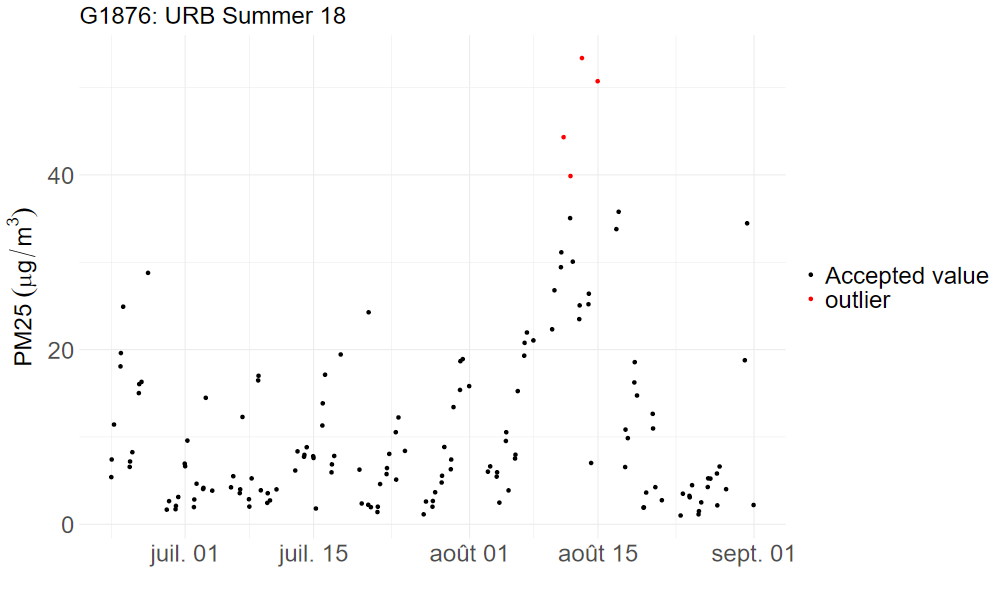 G1876: URB Summer 18
PM25 (μg/m³)
40
20
0
juil. 01 juil. 15 août 01 août 15 sept. 01
Accepted value
outlier